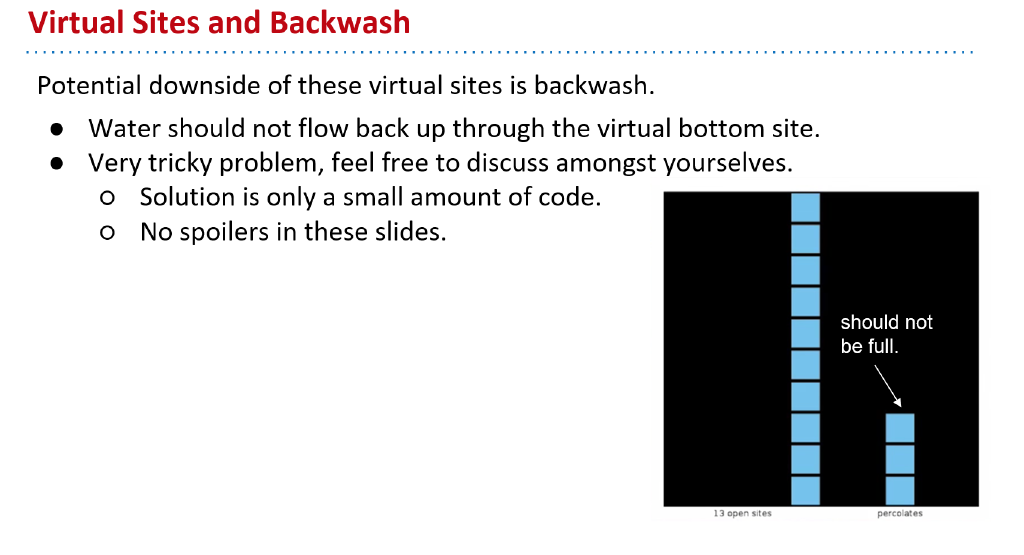 Virtual Sites and Backwash
Potential downside of these virtual sites is backwash.
● Water should not flow back up through the virtual bottom site.
● Very tricky problem, feel free to discuss amongst yourselves.
○ Solution is only a small amount of code.
○ No spoilers in these slides.
should not
be full.
13 open sites
percolates